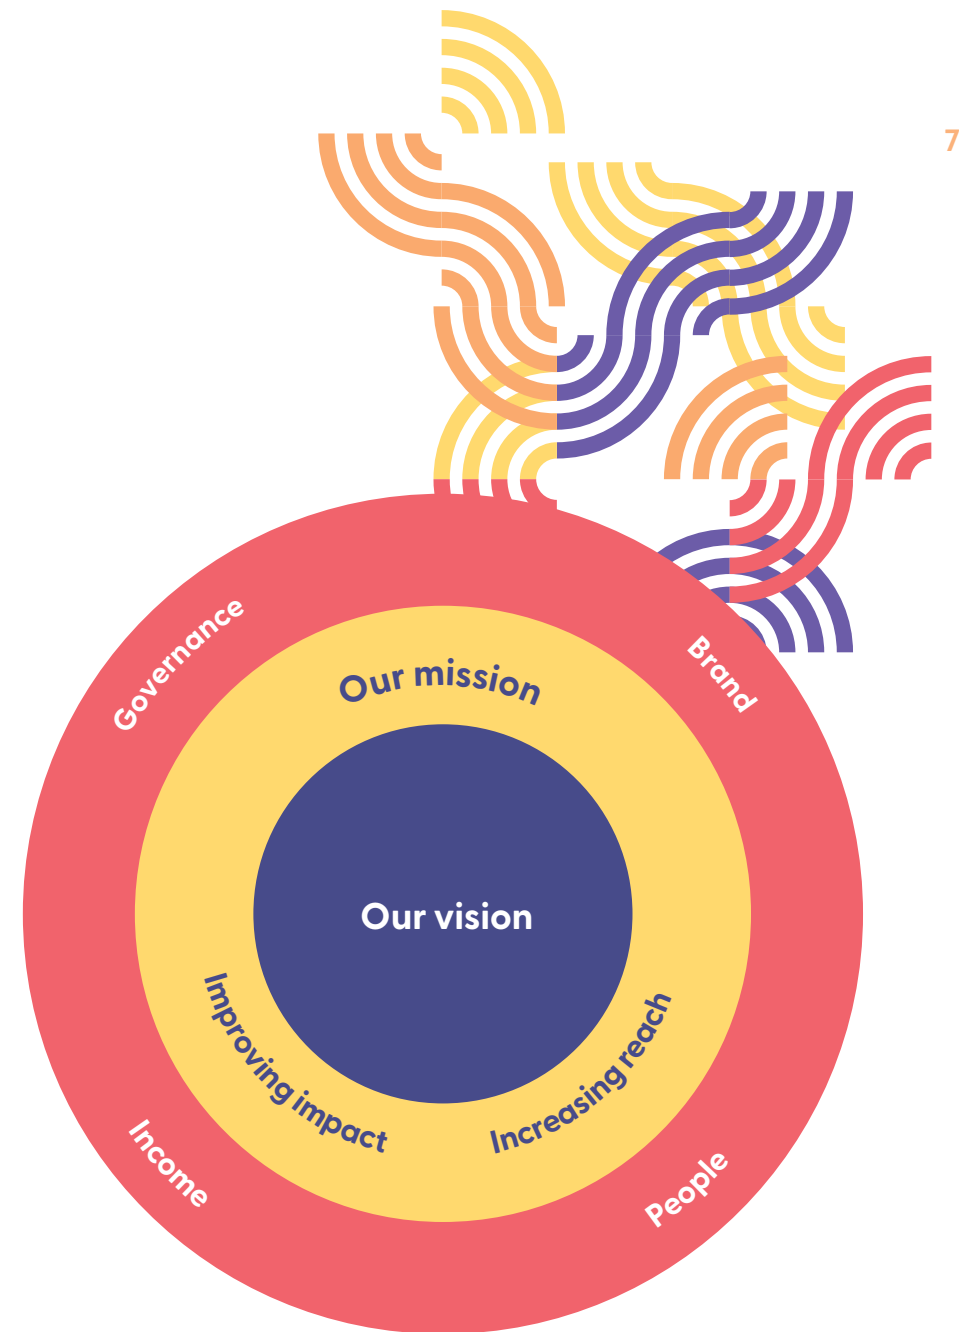 7
Governance
Brand
Our mission
Our vision
Improving impact
Increasing reach
Income
People